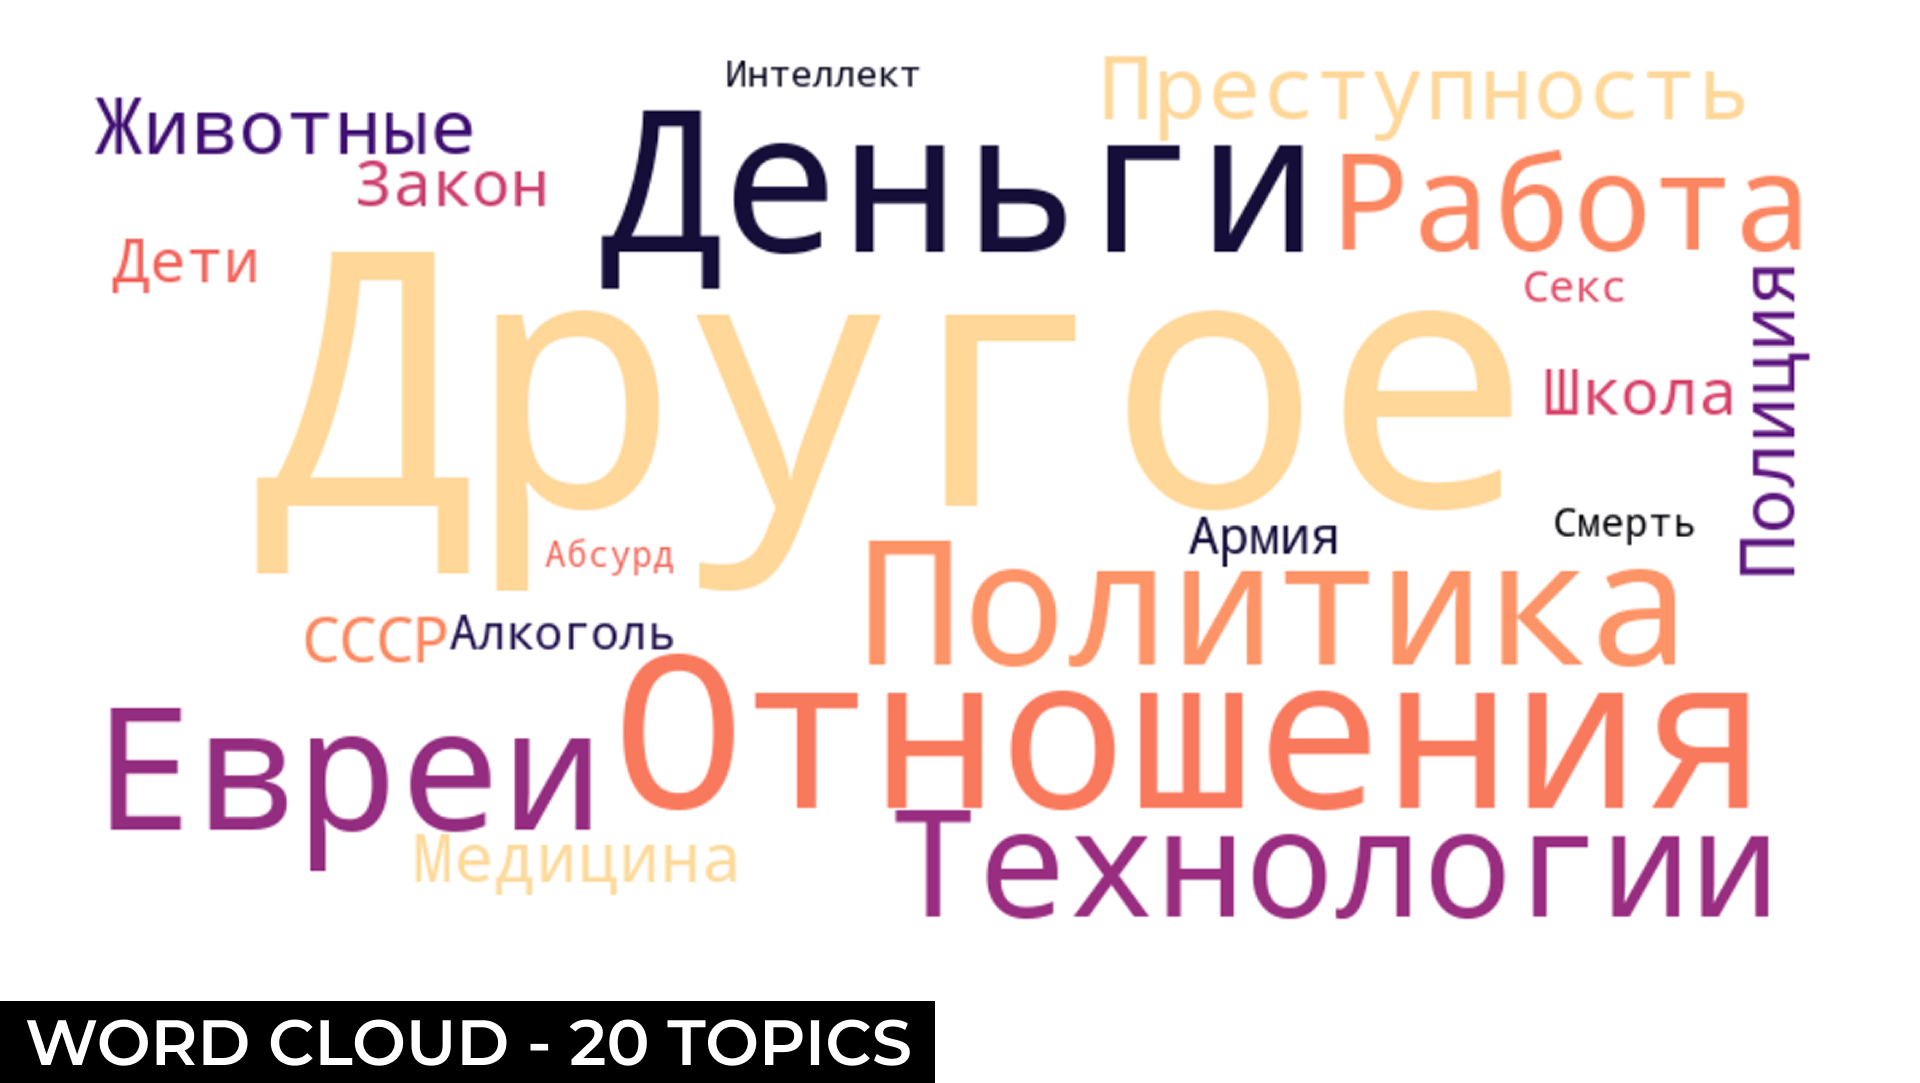 Интеллект
Преступность
Животные
Деньги
Закон
Работа
Дети
Другое
Секс
Полиция
Школа
Армия
Смерть
Абсурд
Политика
СССР
Алкоголь
Отношения
Евреи
Медицина
Технологии
WORD CLOUD - 20 TOPICS